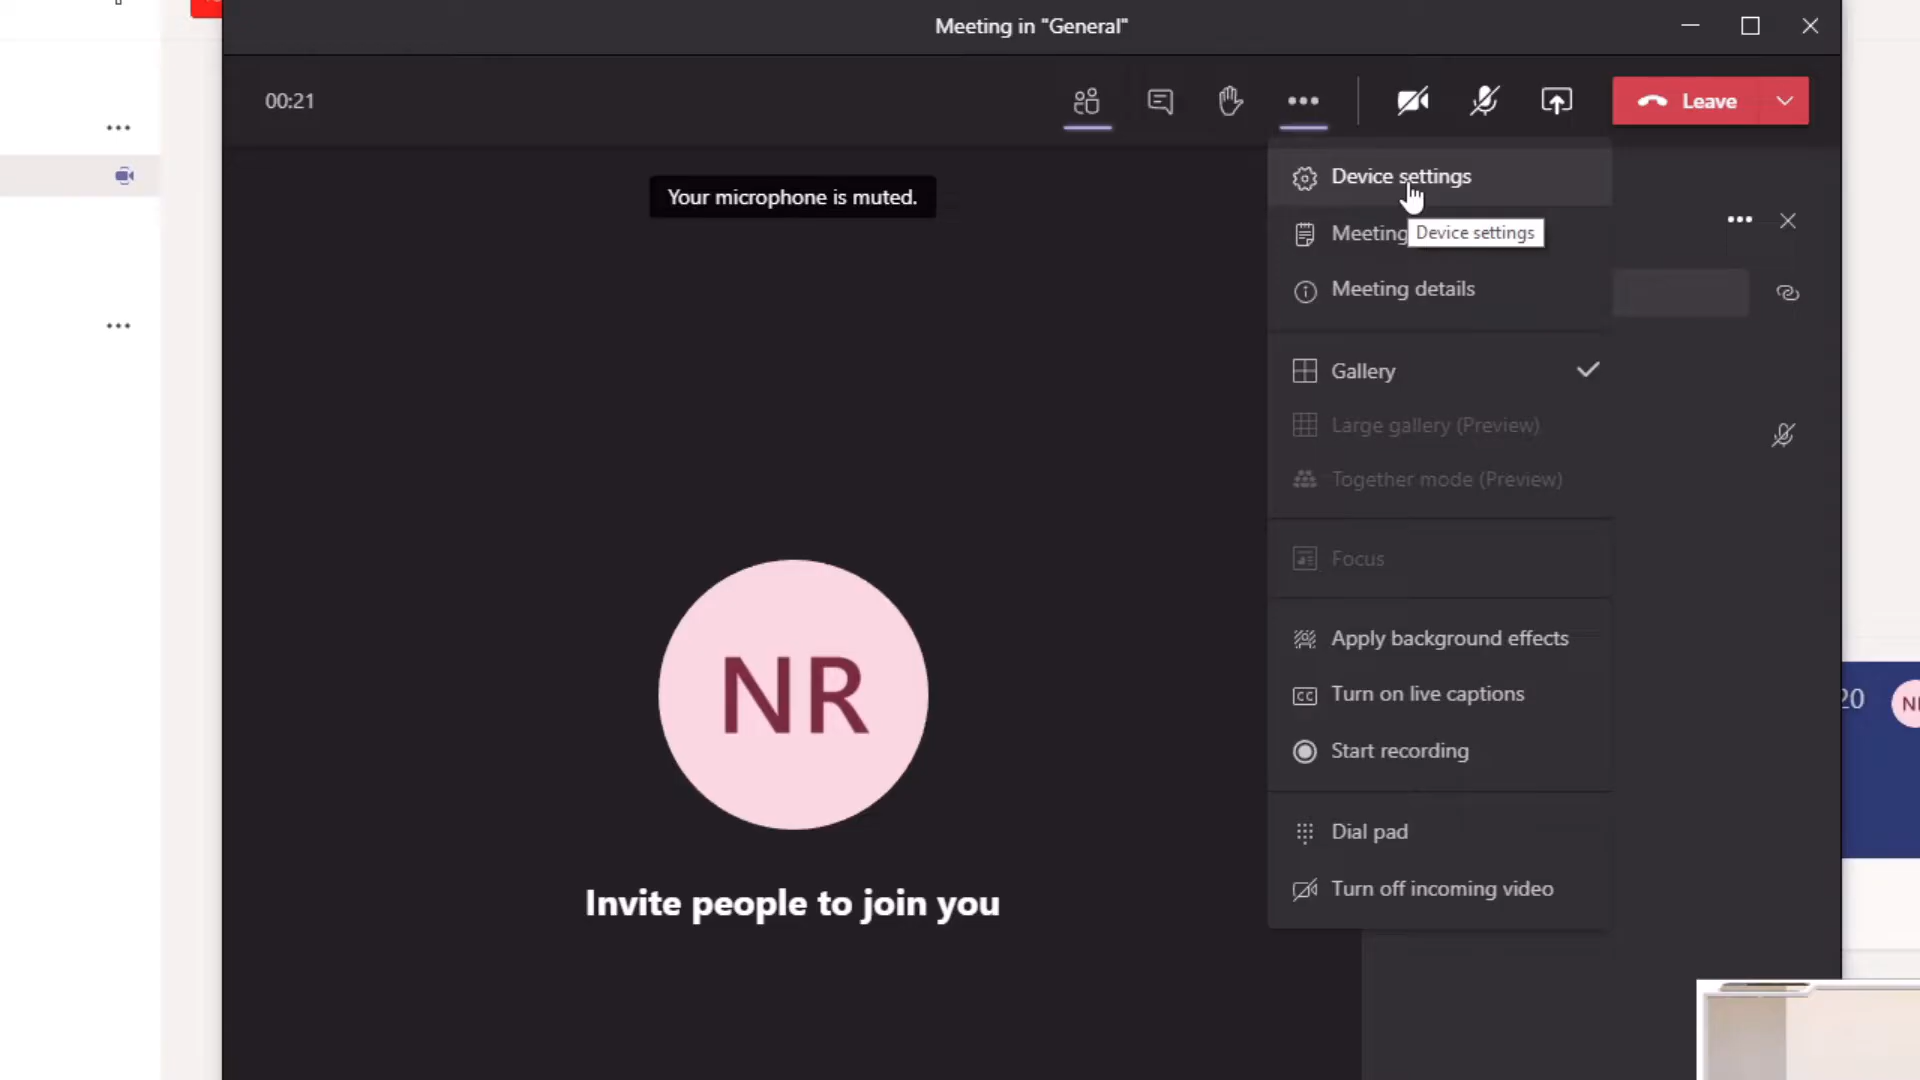 Meeting in "General"
00:21
Leave
Your microphone is muted.
Device settings
Device settings
Meeting
Meeting details
Gallery
Large gallery (Preview)
Together mode (Preview)
Focus
Apply background effects
CC Turn on live captions
Start recording
Dial pad
Turn off incoming video
NR
Invite people to join you
20